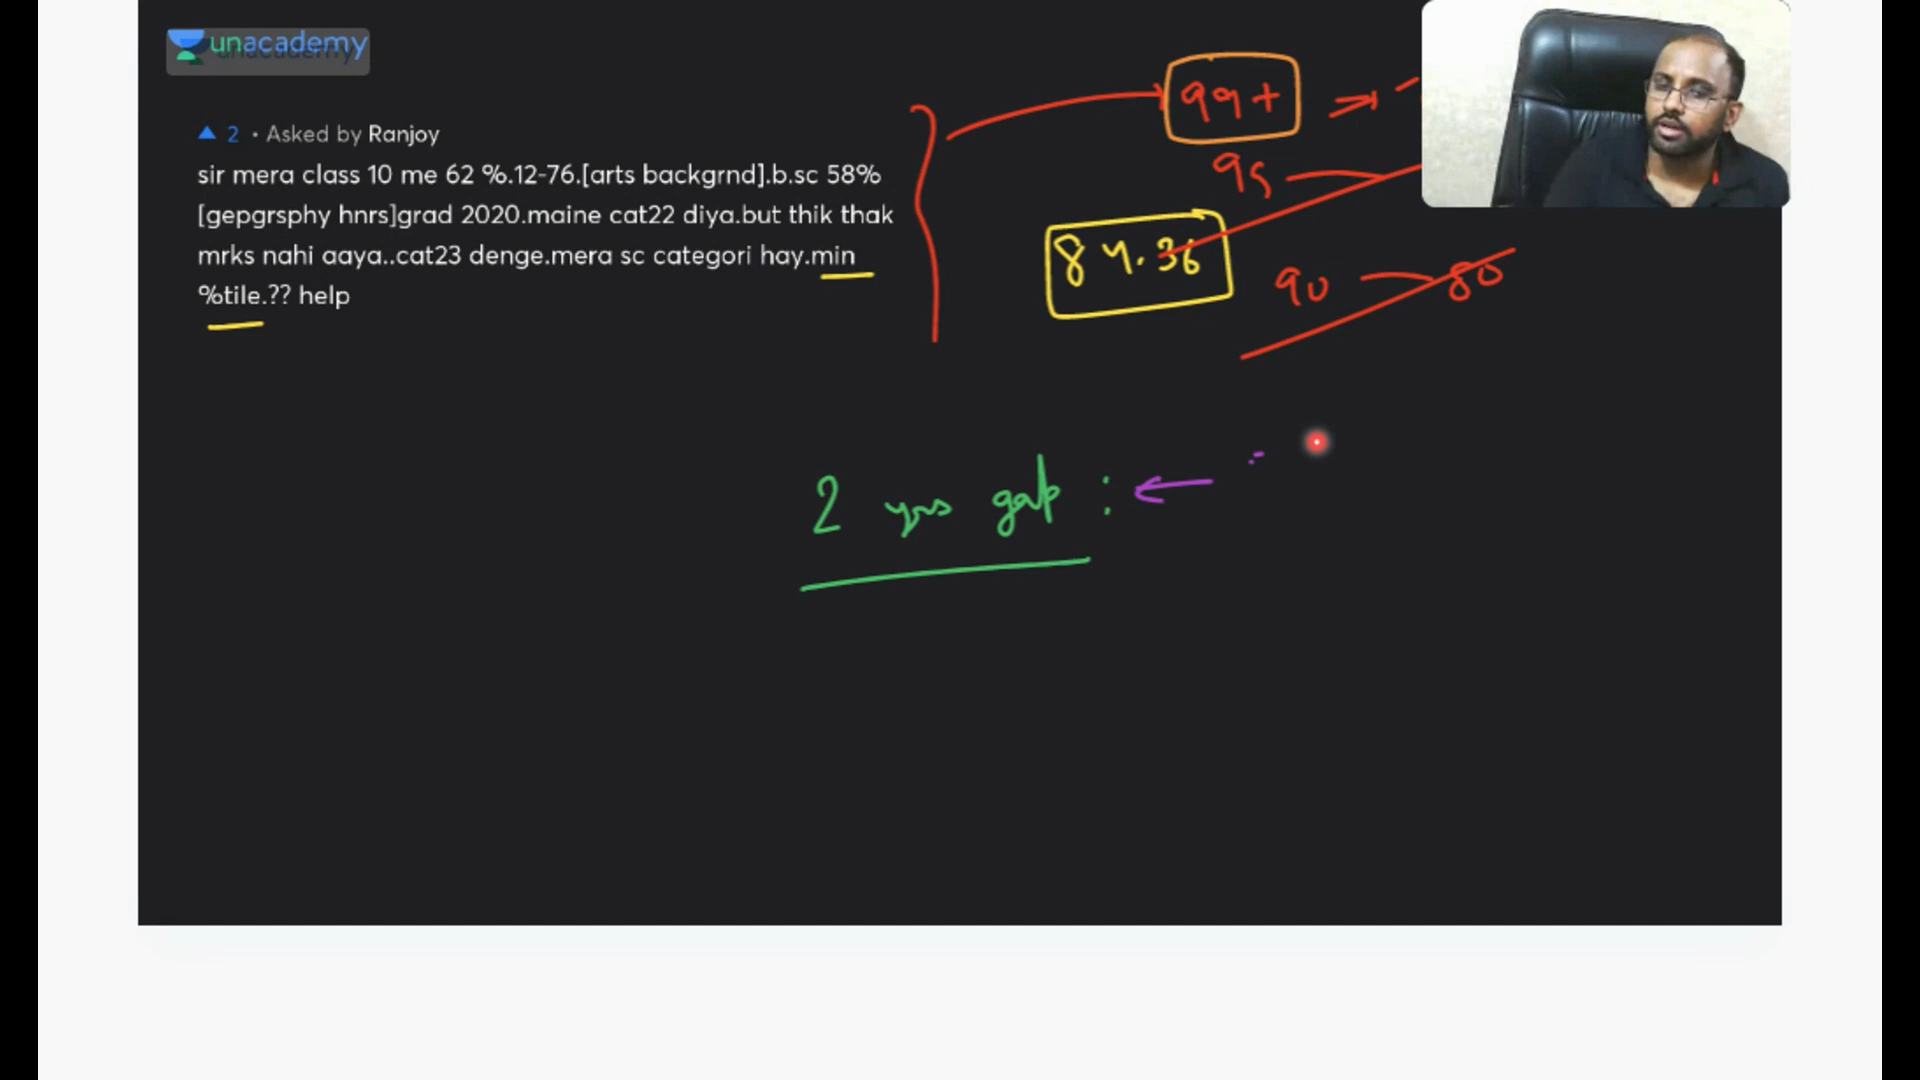 unacademy
2 • Asked by Ranjoy
sir mera class 10 me 62 %.12-76.[arts backgrnd].b.sc 58%
[gepgrsphy hnrs]grad 2020.maine cat22 diya.but thik thak
mrks nahi aaya..cat23 denge.mera sc categori hay.min
%tile.?? help
99+
95
84.36
90 80
2 yrs gap :